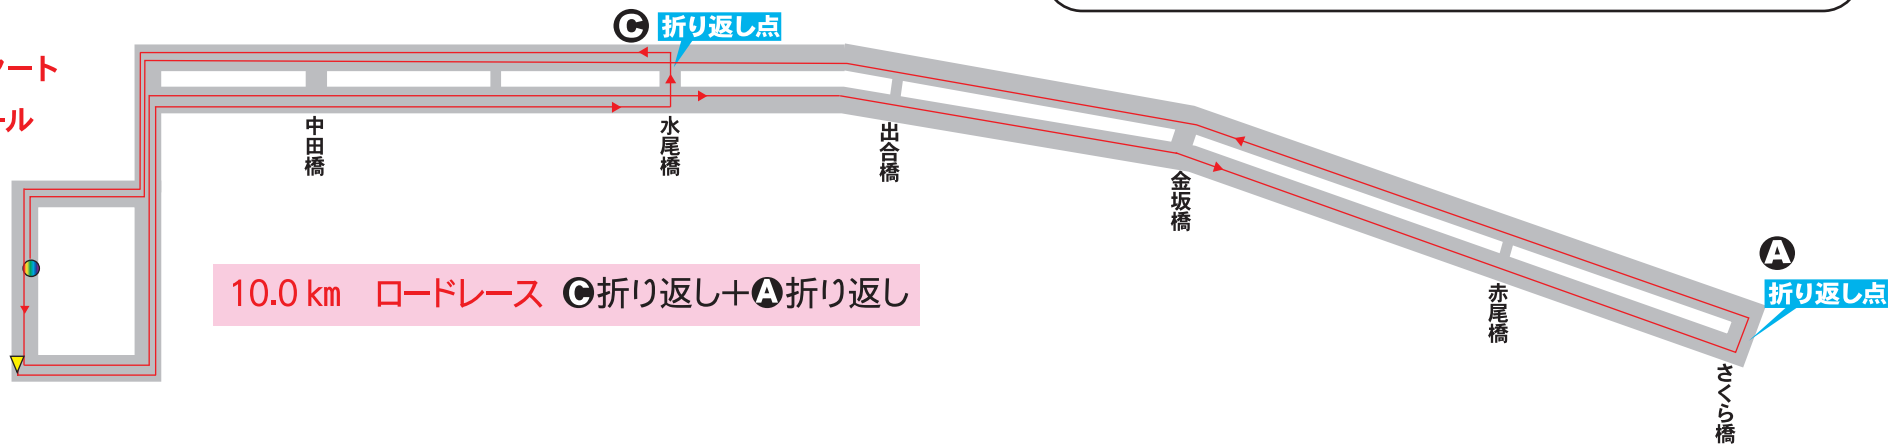 C 折り返し点
中田橋
水尾橋
出合橋
金坂橋
赤尾橋
さくら橋
A
折り返し点
10.0 km ロードレース C折り返し+A折り返し
ート
ール